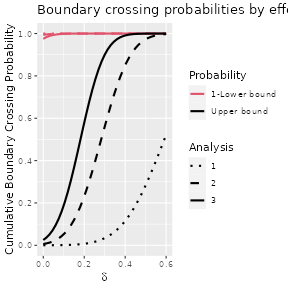 Boundary crossing probabilities by effe
Cumulative Boundary Crossing Probability
1.0
0.8
0.6
0.4
0.2
0.0
0.0 0.2 0.4 0.6
δ
Probability
1-Lower bound
Upper bound
Analysis
1
2
3